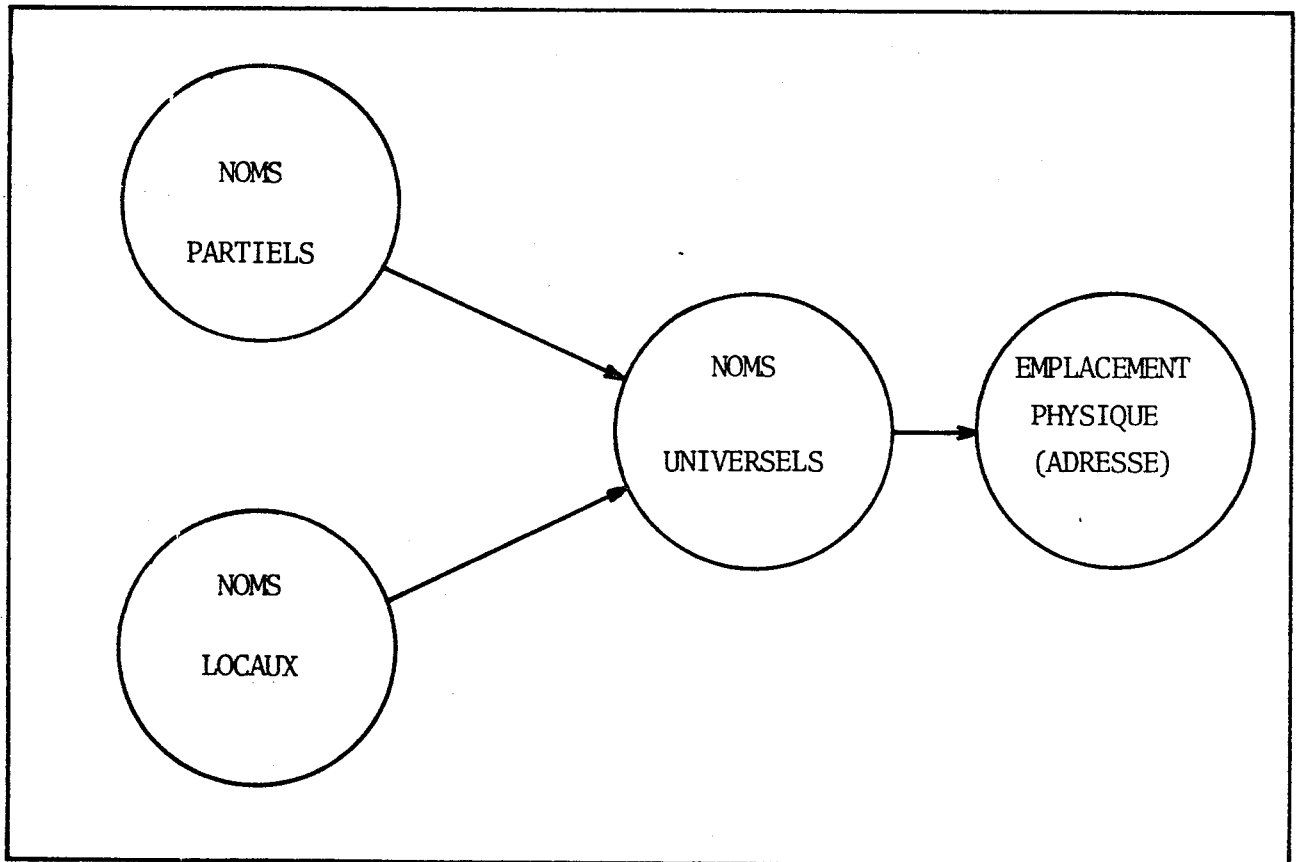 NOMS
PARTIELS
NOMS
LOCAUX
NOMS
UNIVERSELS
EMPLACEMENT
PHYSIQUE
(ADRESSE)